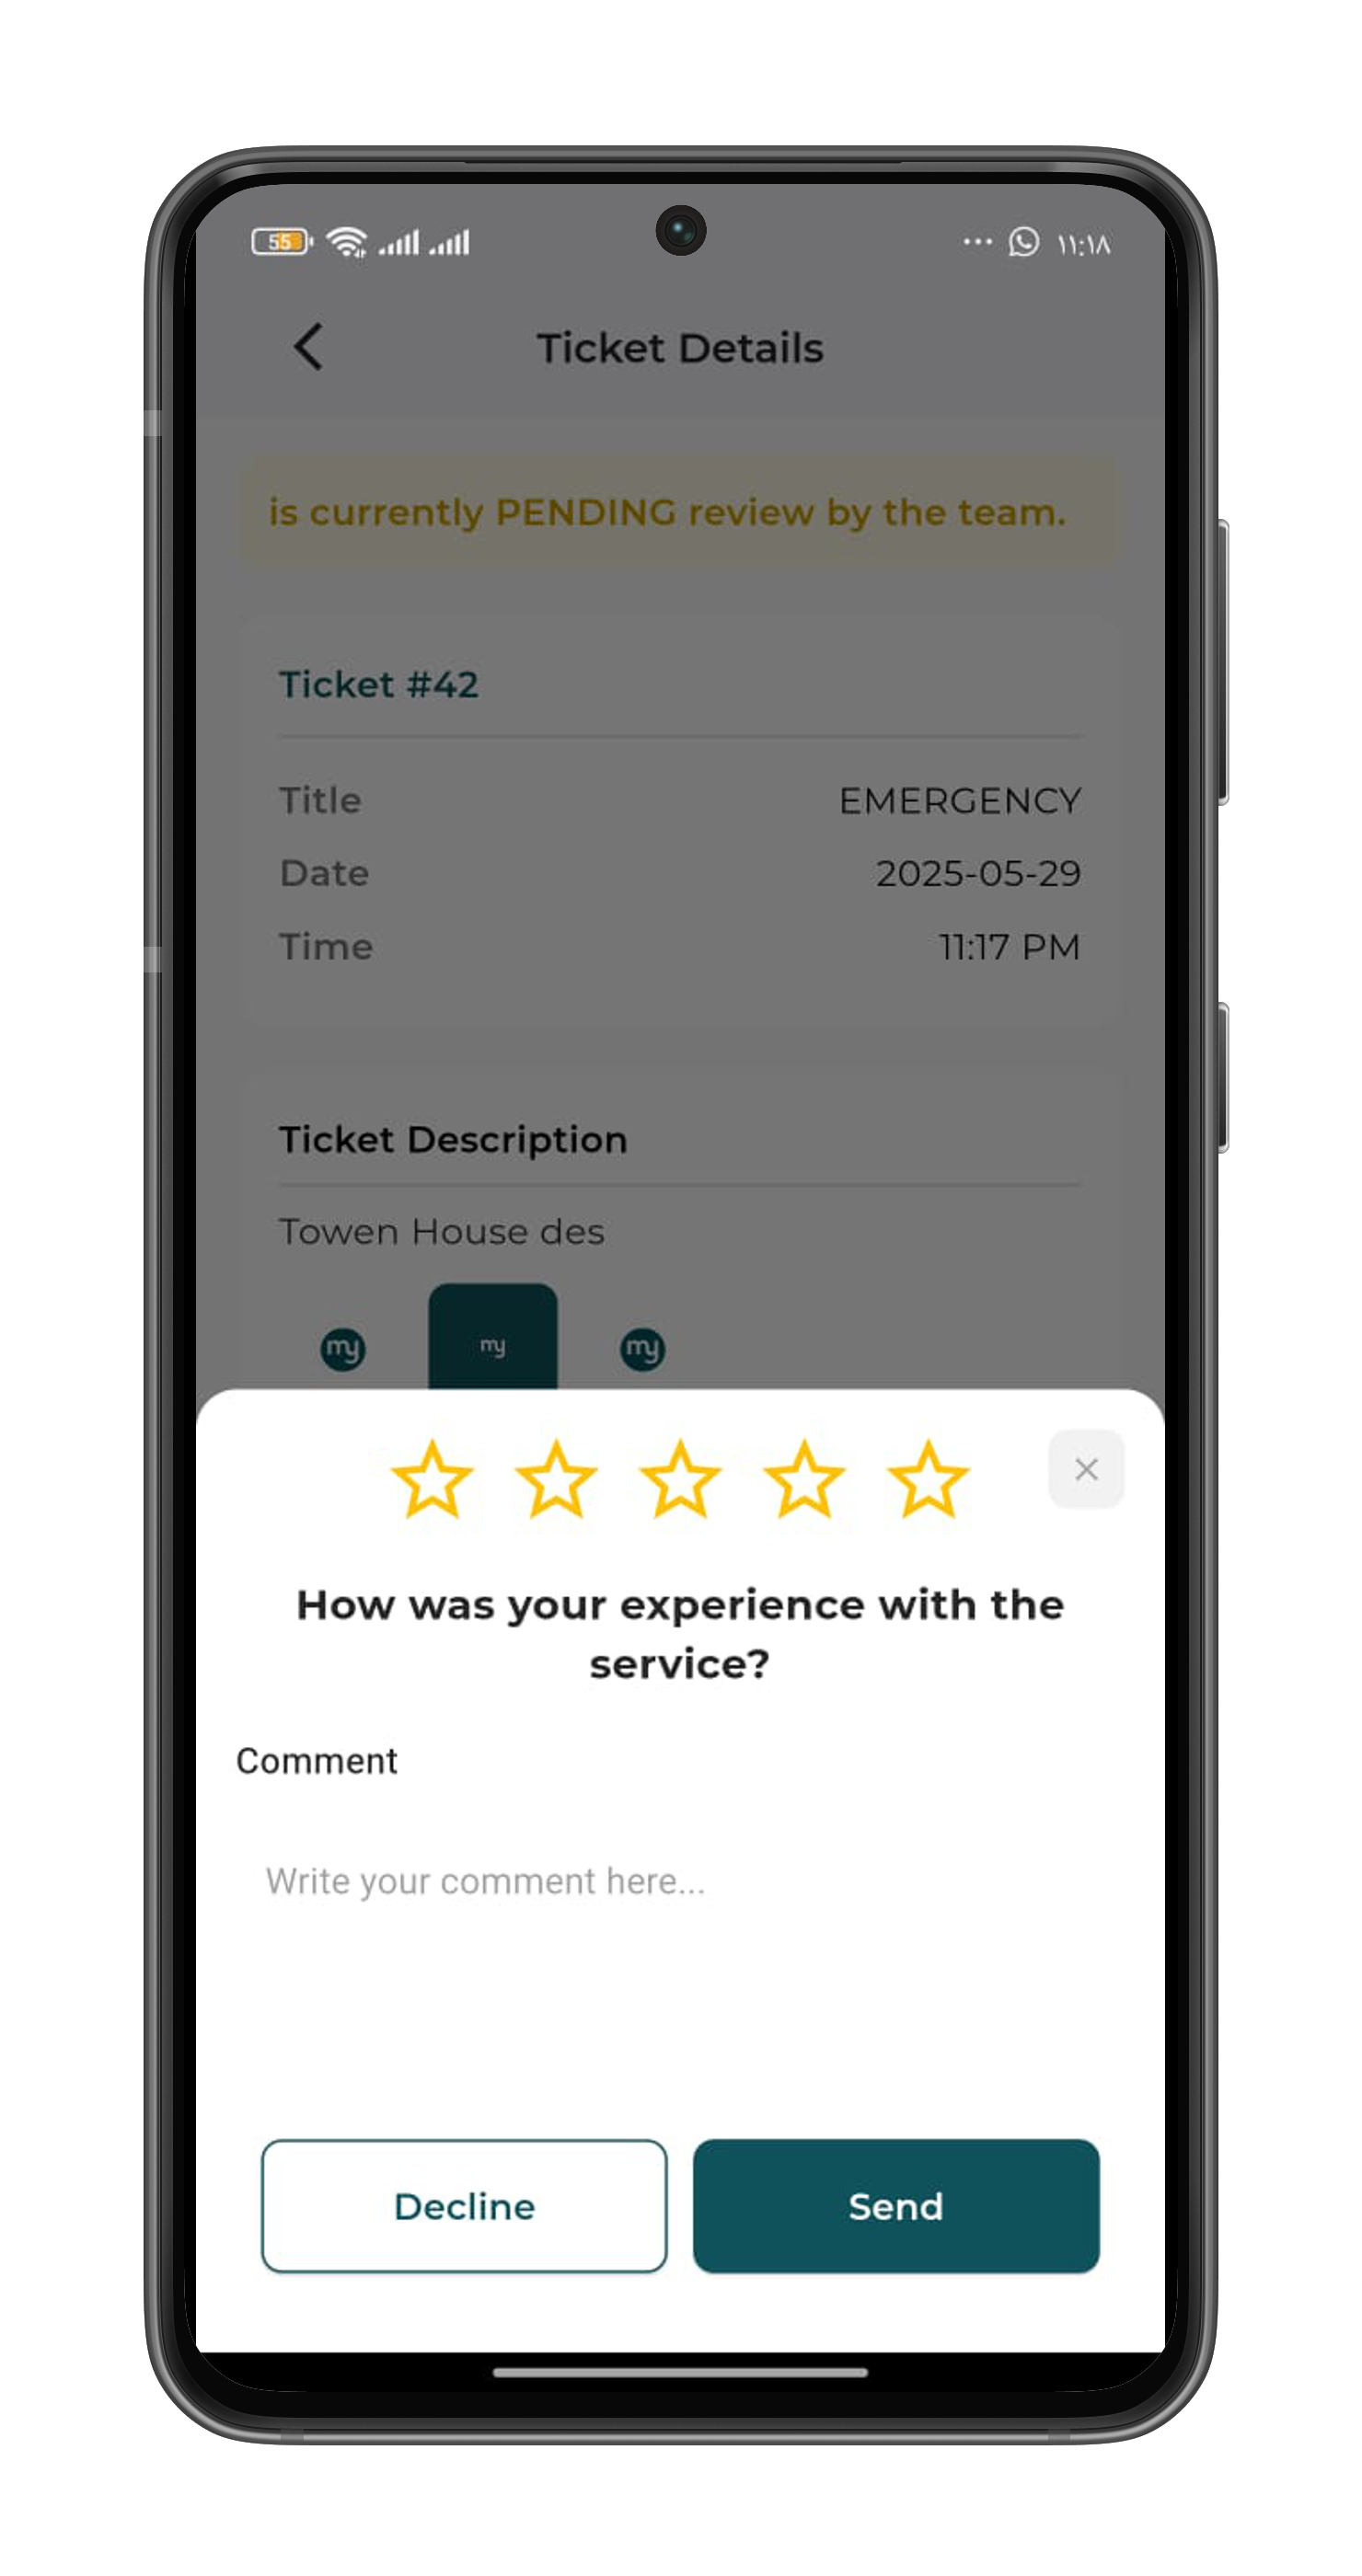 55
١١:١٨
Ticket Details
is currently PENDING review by the team.
Ticket #42
Title EMERGENCY
Date 2025-05-29
Time 11:17 PM
Ticket Description
Towen House des
my my my
How was your experience with the
service?
Comment
Write your comment here...
Decline Send